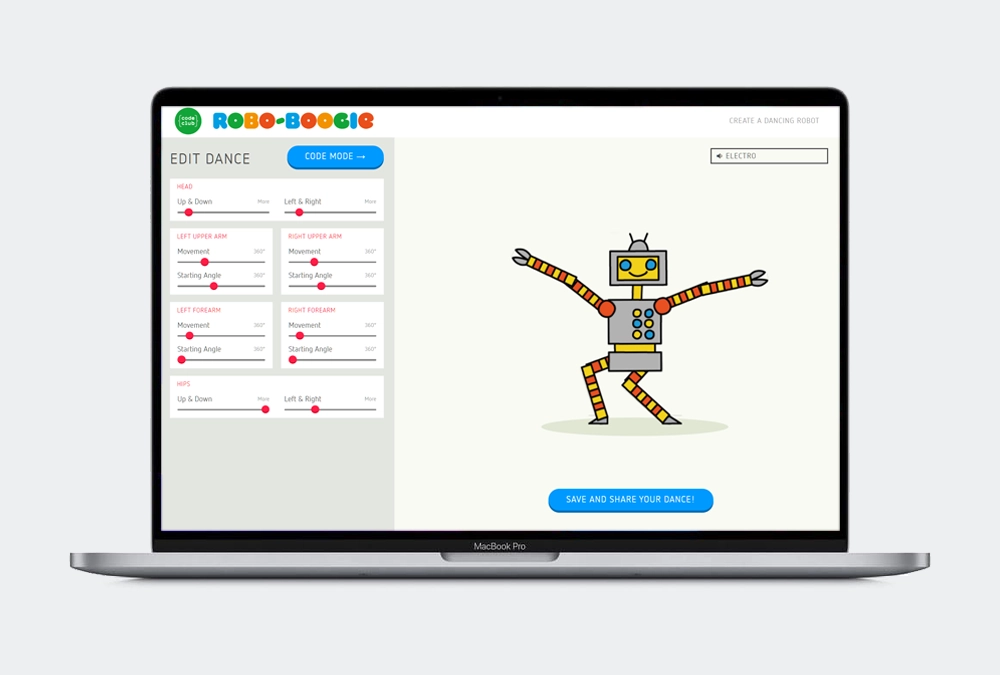 {code
club}
ROBO-BOOGIE
CREATE A DANCING ROBOT
EDIT DANCE
CODE MODE →
ELECTRO
HEAD
Up & Down More Left & Right More
LEFT UPPER ARM
Movement 360°
Starting Angle 360°
RIGHT UPPER ARM
Movement 360°
Starting Angle 360°
LEFT FOREARM
Movement 360°
Starting Angle 360°
RIGHT FOREARM
Movement 360°
Starting Angle 360°
HIPS
Up & Down More Left & Right More
SAVE AND SHARE YOUR DANCE!
MacBook Pro